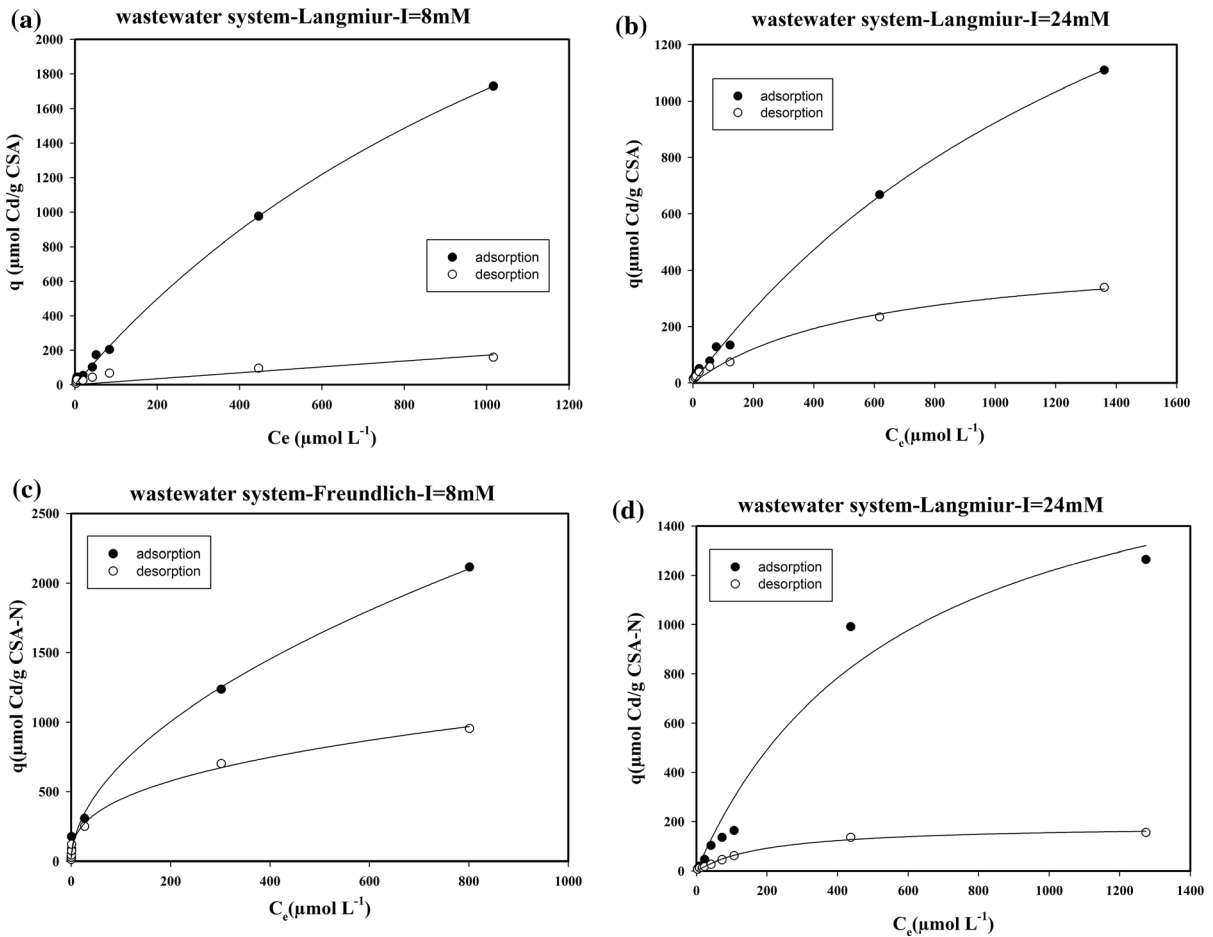 (a)
wastewater system-Langmiur-I=8mM
2000
1800
1600
1400
1200
1000
800
600
400
200
0
q (µmol Cd/g CSA)
adsorption
desorption
0 200 400 600 800 1000 1200
Ce (µmol L⁻¹)
(b)
wastewater system-Langmiur-I=24mM
1200
1000
800
600
400
200
0
q(µmol Cd/g CSA)
adsorption
desorption
0 200 400 600 800 1000 1200 1400 1600
Cₑ(µmol L⁻¹)
(c)
wastewater system-Freundlich-I=8mM
2500
2000
1500
1000
500
0
q(µmol Cd/g CSA-N)
adsorption
desorption
0 200 400 600 800 1000
Cₑ(µmol L⁻¹)
(d)
wastewater system-Langmiur-I=24mM
1400
1200
1000
800
600
400
200
0
q(µmol Cd/g CSA-N)
adsorption
desorption
0 200 400 600 800 1000 1200 1400
Cₑ(µmol L⁻¹)